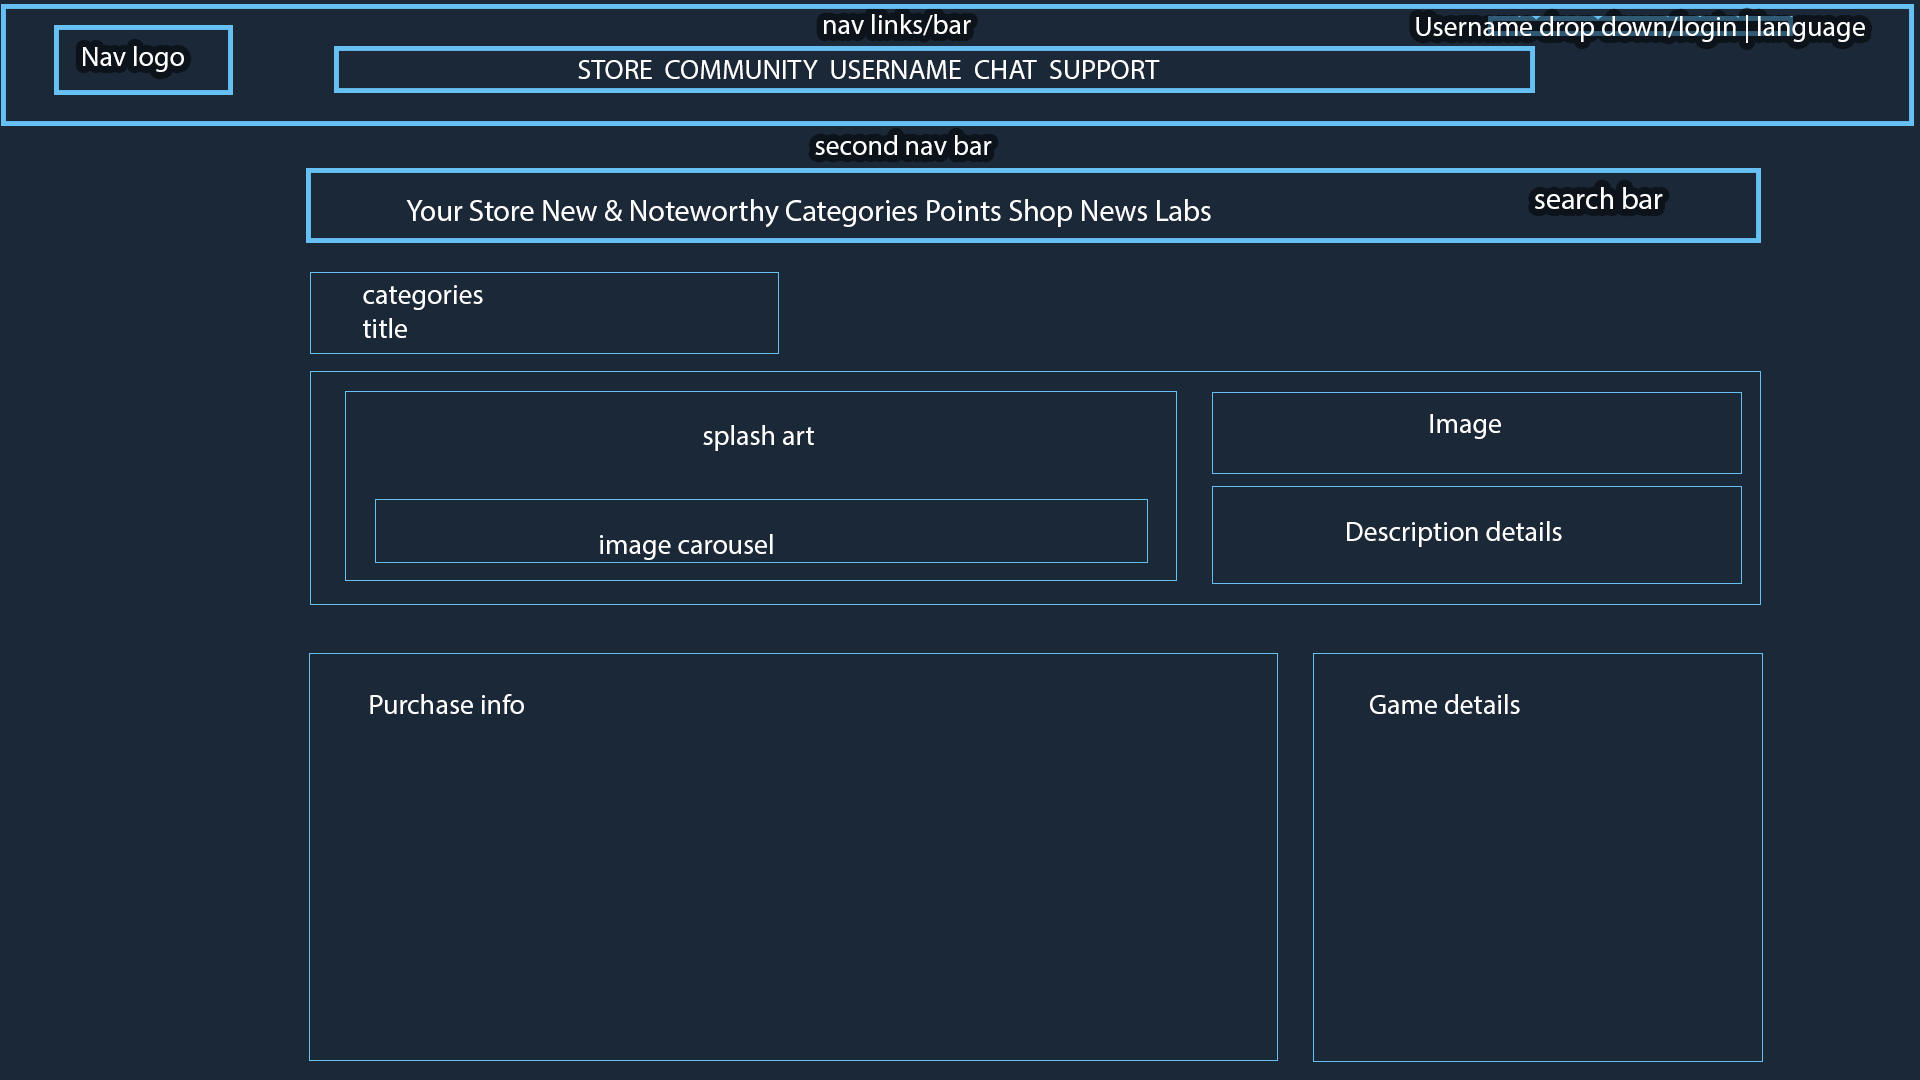 nav links/bar
Username drop down/login | language
Nav logo
STORE COMMUNITY USERNAME CHAT SUPPORT
second nav bar
Your Store New & Noteworthy Categories Points Shop News Labs
search bar
categories
title
splash art
Image
image carousel
Description details
Purchase info
Game details